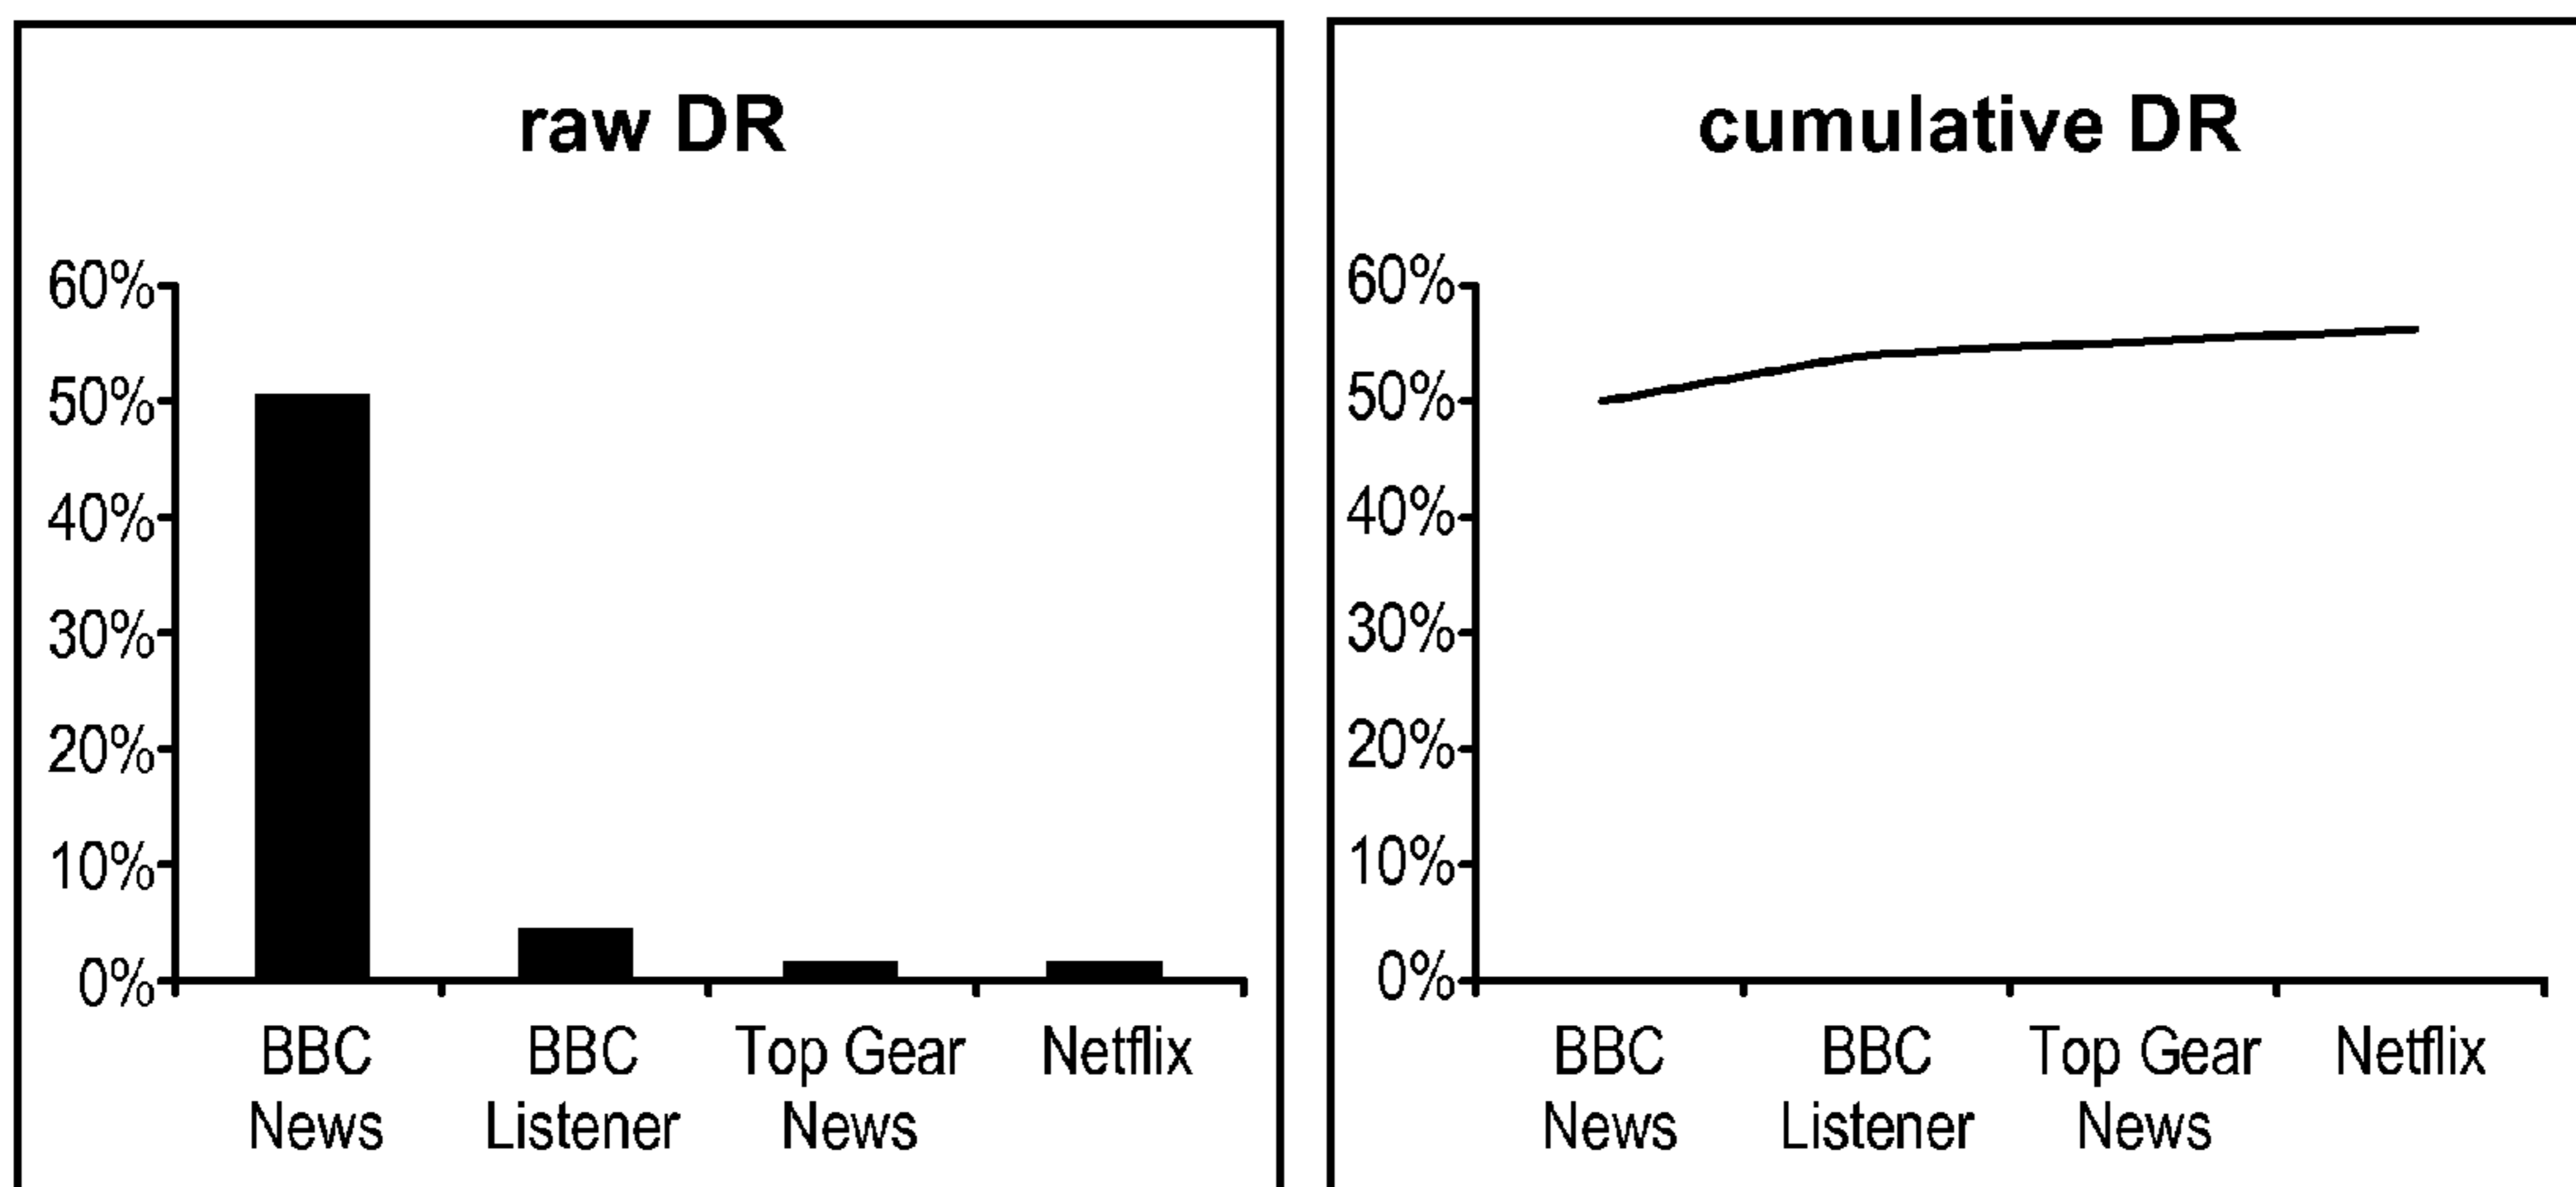 raw DR
60%
50%
40%
30%
20%
10%
0%
BBC News
BBC Listener
Top Gear News
Netflix
cumulative DR
60%
50%
40%
30%
20%
10%
0%
BBC News
BBC Listener
Top Gear News
Netflix